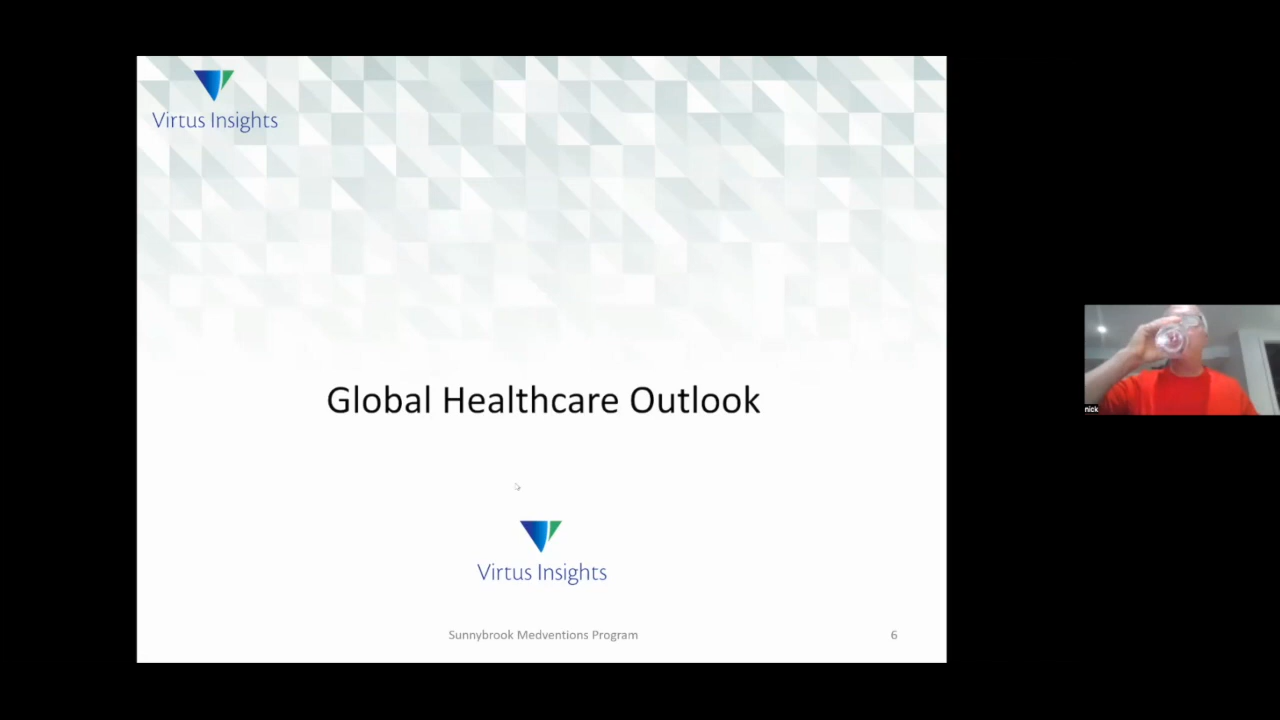 Virtus Insights
Global Healthcare Outlook
Virtus Insights
Sunnybrook Medventions Program
6
nick